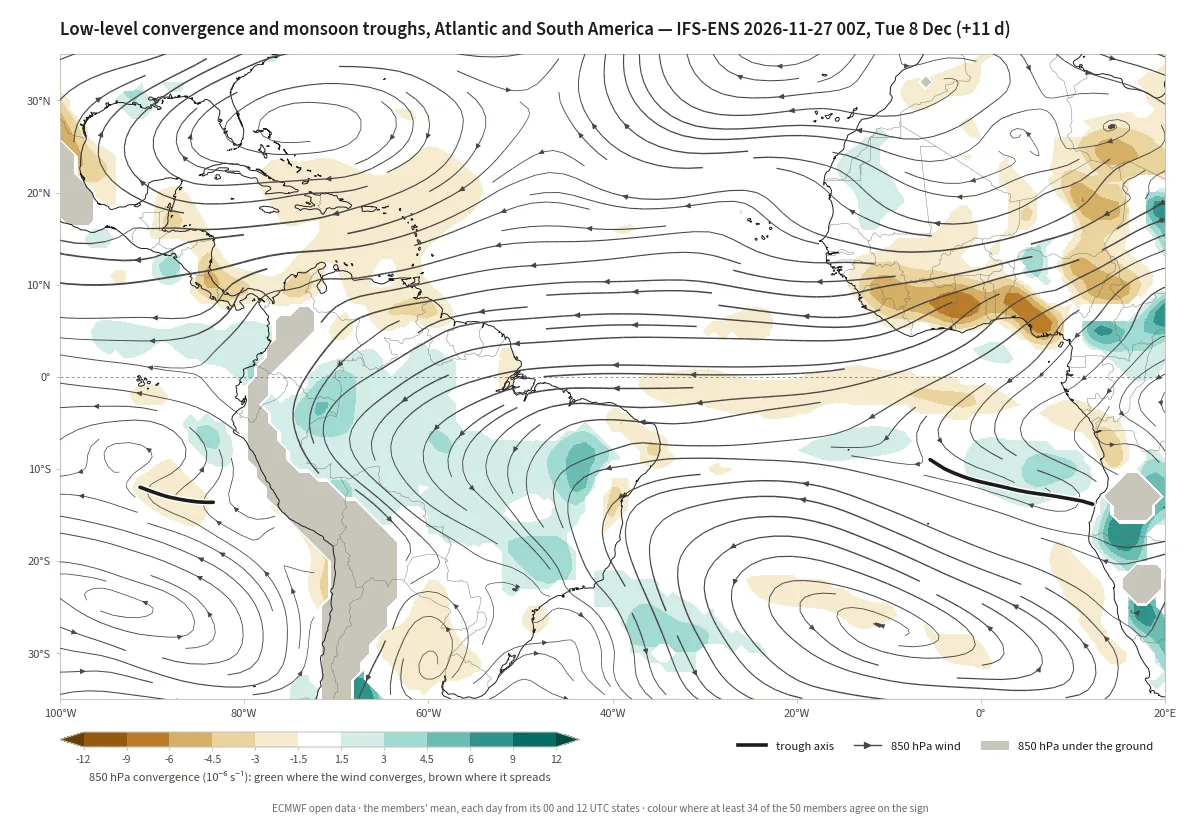 Low-level convergence and monsoon troughs, Atlantic and South America — IFS-ENS 2026-11-27 00Z, Tue 8 Dec (+11 d)
30°N
20°N
10°N
0°
10°S
20°S
30°S
100°W 80°W 60°W 40°W 20°W 0° 20°E
-12 -9 -6 -4.5 -3 -1.5 1.5 3 4.5 6 9 12
850 hPa convergence (10⁻⁶ s⁻¹): green where the wind converges, brown where it spreads
trough axis 850 hPa wind 850 hPa under the ground
ECMWF open data · the members' mean, each day from its 00 and 12 UTC states · colour where at least 34 of the 50 members agree on the sign